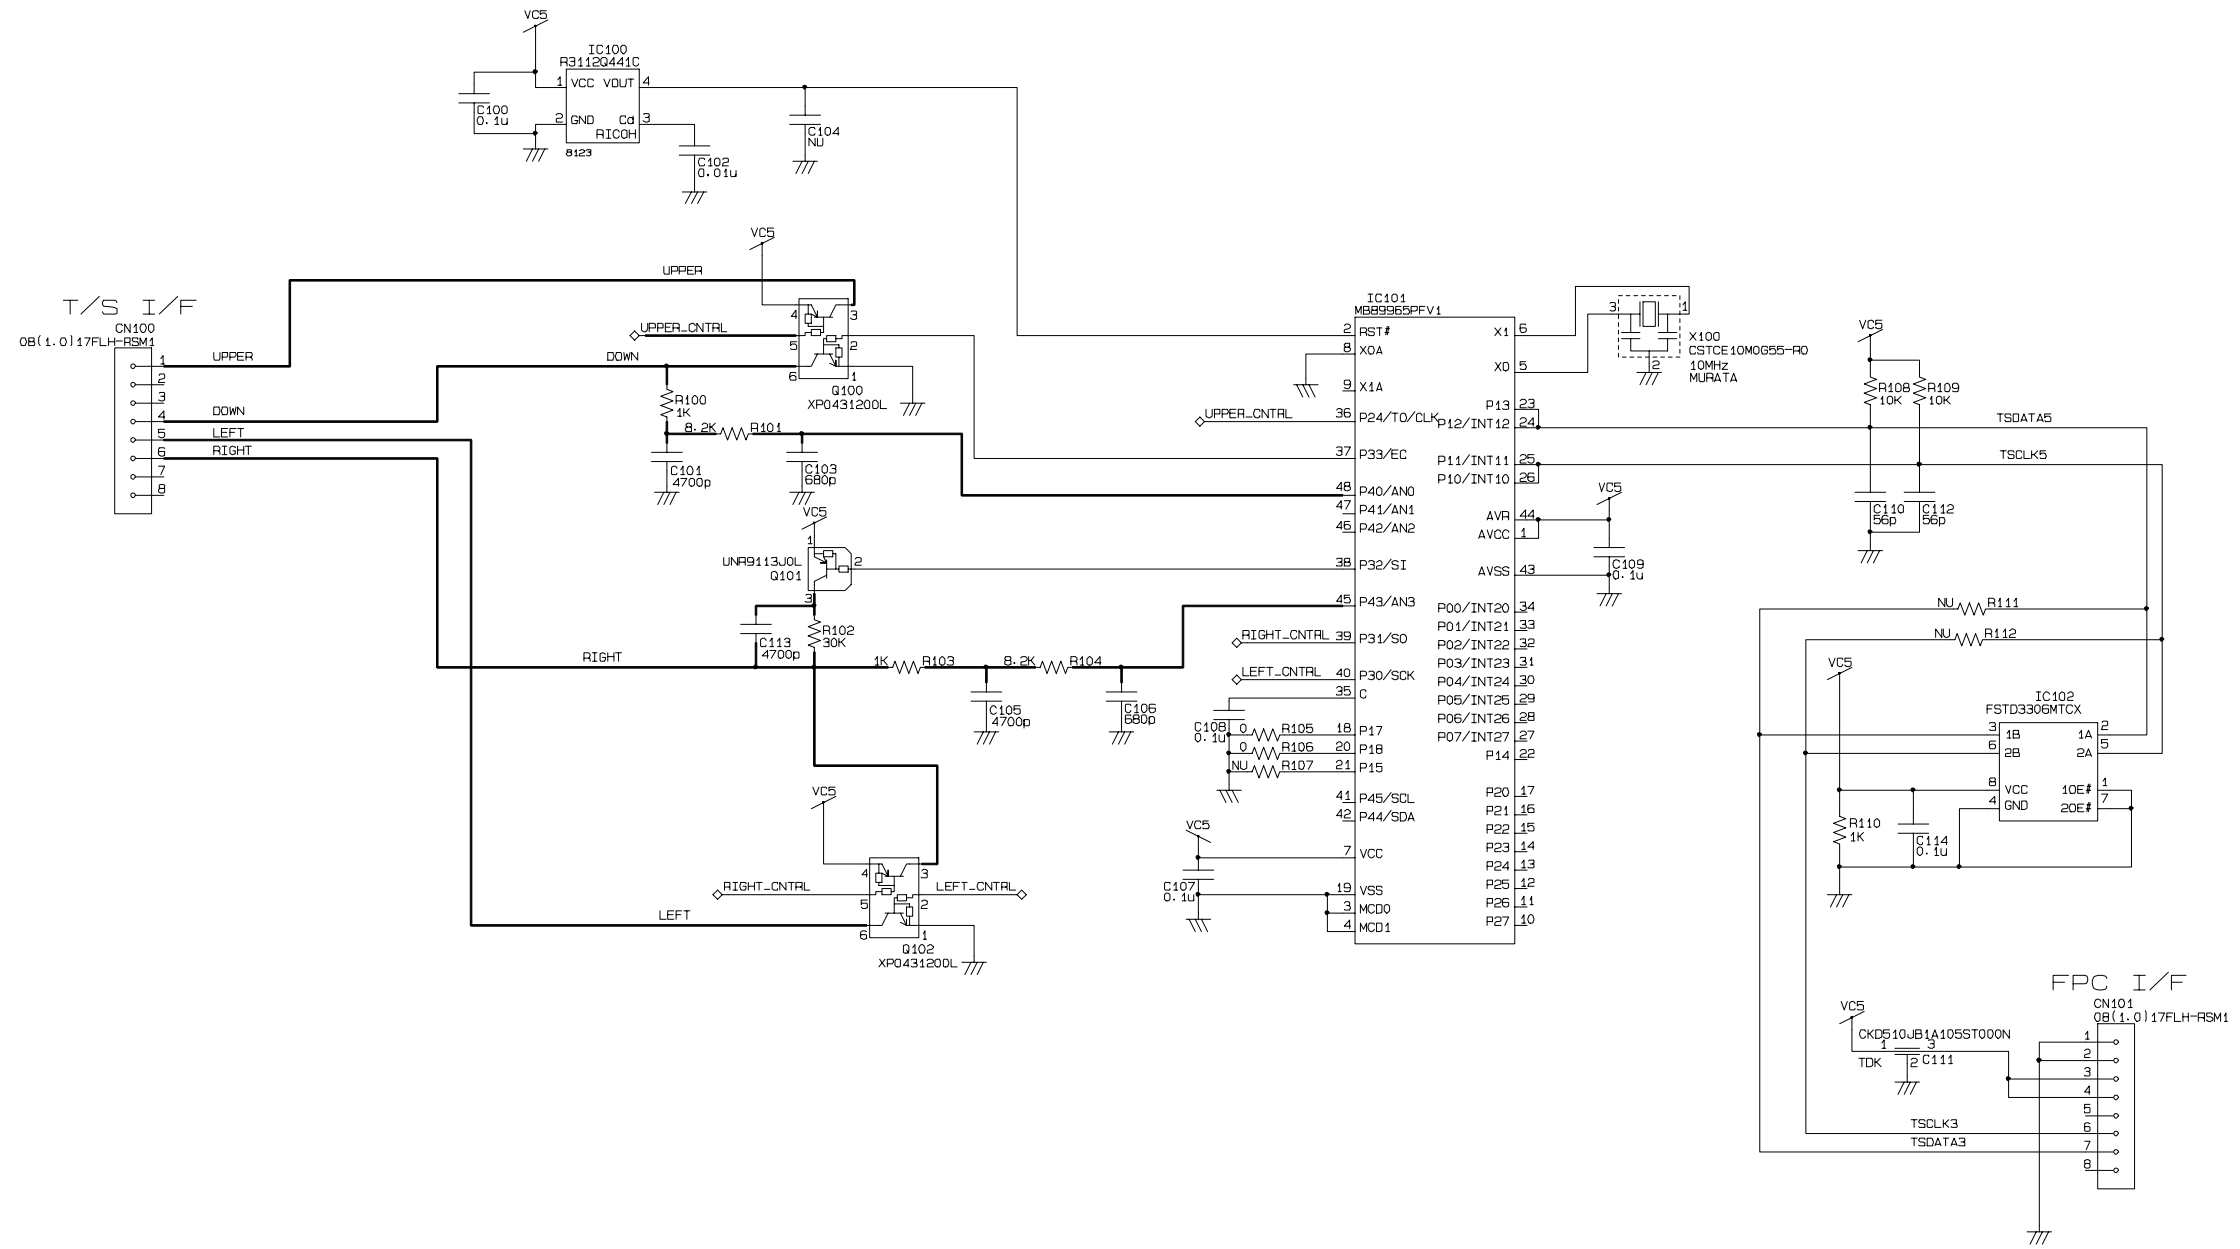 VC5
IC100
R3112Q441C
1 VCC VOUT 4
2 GND Cd 3
RICOH
8123
C100
0.1u
C104
NU
C102
0.01u
VC5
UPPER
T/S I/F
CN100
08(1.0)17FLH-RSM1
1 UPPER
2
3
4 DOWN
5 LEFT
6 RIGHT
7
8
UPPER_CNTRL
DOWN
4
3
5
2
6
1
Q100
XP0431200L
R100
1K
8.2K R101
C101
4700p
C103
680p
VC5
1
UNR9113J0L
Q101
2
3
C113
4700p
R102
30K
RIGHT
1K R103
8.2K R104
C105
4700p
C106
680p
VC5
4
3
RIGHT_CNTRL
LEFT_CNTRL
5
2
LEFT
6
1
Q102
XP0431200L
IC101
MB89965PFV1
2 RST#
8 X0A
9 X1A
UPPER_CNTRL 36 P24/TO/CLK
37 P33/EC
48 P40/AN0
47 P41/AN1
46 P42/AN2
38 P32/SI
45 P43/AN3
RIGHT_CNTRL 39 P31/SO
LEFT_CNTRL 40 P30/SCK
35 C
C108
0.1u
0 R105 18 P17
0 R106 20 P18
NU R107 21 P15
41 P45/SCL
42 P44/SDA
VC5
7 VCC
C107
0.1u
19 VSS
3 MCD0
4 MCD1
X1 6
X0 5
P13 23
P12/INT12 24
P11/INT11 25
P10/INT10 26
AVR 44
AVCC 1
AVSS 43
P00/INT20 34
P01/INT21 33
P02/INT22 32
P03/INT23 31
P04/INT24 30
P05/INT25 29
P06/INT26 28
P07/INT27 27
P14 22
P20 17
P21 16
P22 15
P23 14
P24 13
P25 12
P26 11
P27 10
3
1
2
X100
CSTCE10M0G55-R0
10MHz
MURATA
VC5
C109
0.1u
VC5
R108
10K
R109
10K
TSDATA5
TSCLK5
C110
56p
C112
56p
NU R111
NU R112
VC5
IC102
FSTD3306MTCX
3 1B 1A 2
6 2B 2A 5
8 VCC 1OE# 1
4 GND 2OE# 7
R110
1K
C114
0.1u
FPC I/F
CN101
08(1.0)17FLH-RSM1
VC5
CKD510JB1A105ST000N
1 3
TDK 2 C111
1
2
3
4
5
TSCLK3 6
TSDATA3 7
8